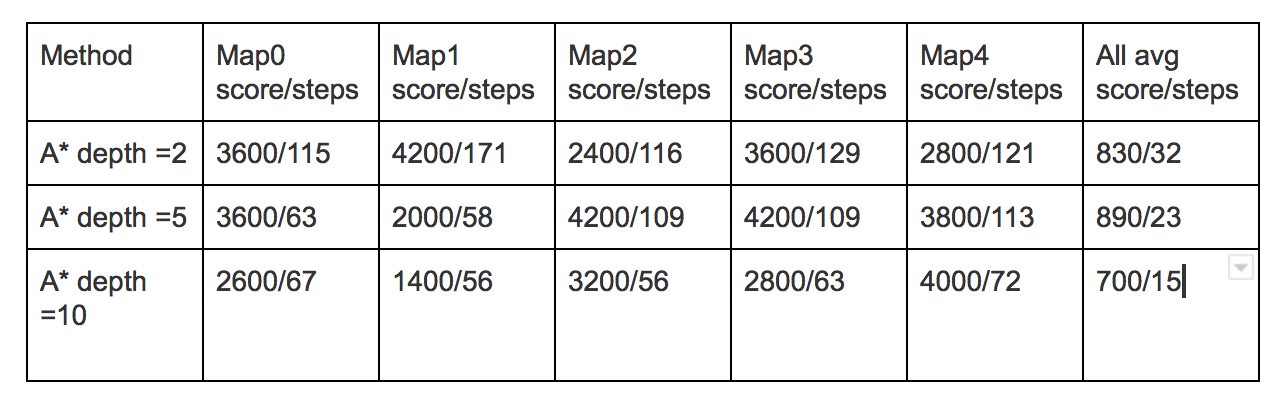 Method Map0 Map1 Map2 Map3 Map4 All avg
score/steps score/steps score/steps score/steps score/steps score/steps
A* depth =2 3600/115 4200/171 2400/116 3600/129 2800/121 830/32
A* depth =5 3600/63 2000/58 4200/109 4200/109 3800/113 890/23
A* depth 2600/67 1400/56 3200/56 2800/63 4000/72 700/15
=10